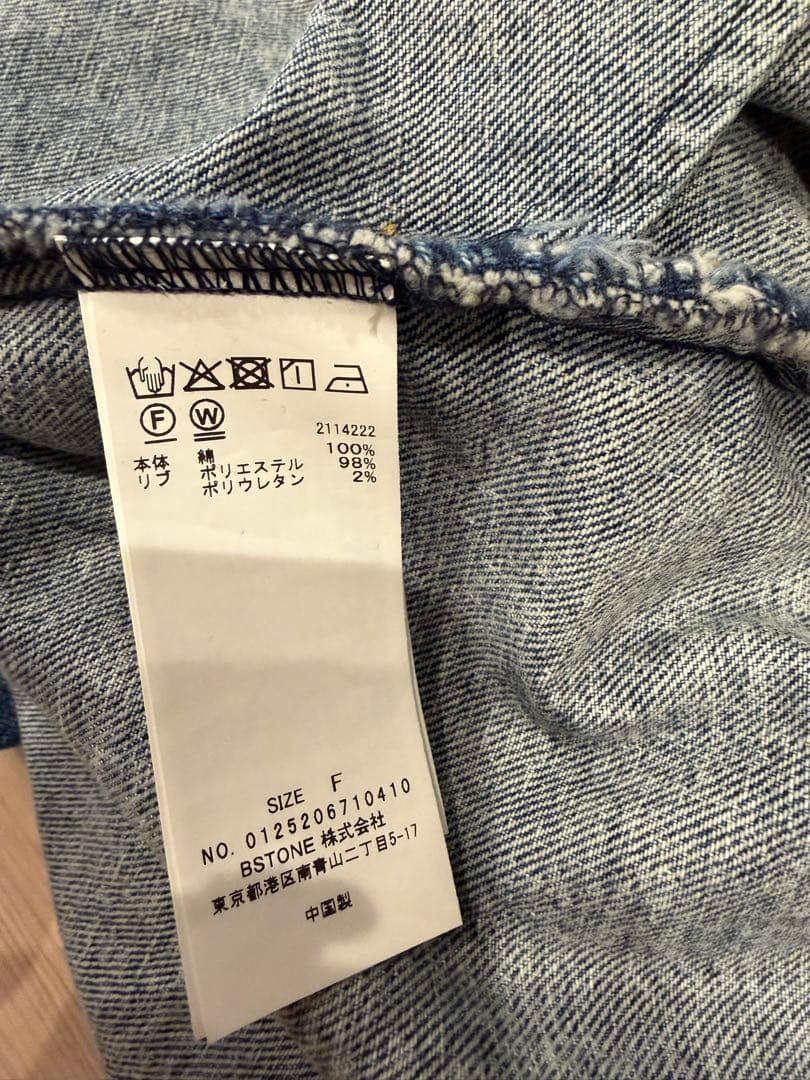 F W
2114222
本体 綿 100%
リブ ポリエステル 98%
ポリウレタン 2%
SIZE F
NO. 0125206710410
BSTONE 株式会社
東京都港区南青山二丁目5-17
中国製